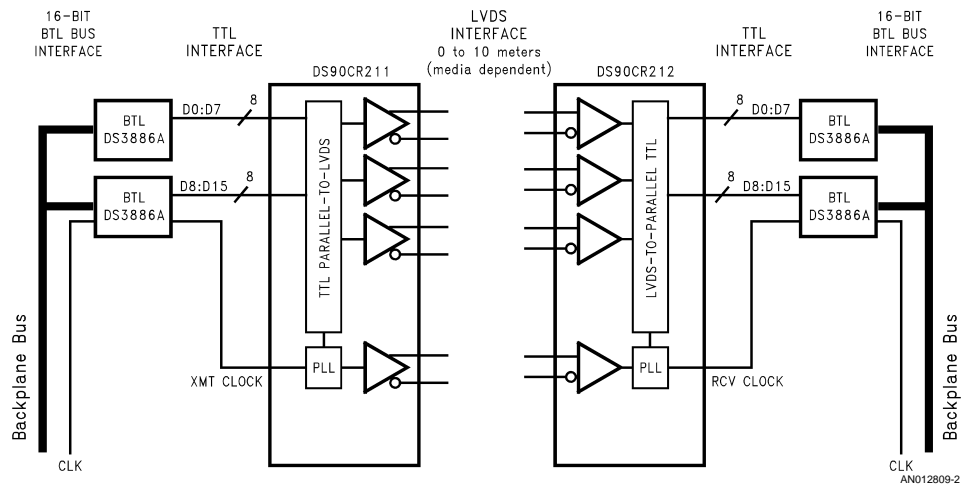 16-BIT
BTL BUS
INTERFACE
TTL
INTERFACE
LVDS
INTERFACE
0 to 10 meters
(media dependent)
TTL
INTERFACE
16-BIT
BTL BUS
INTERFACE
DS90CR211
DS90CR212
BTL
DS3886A
D0:D7
8
8
D0:D7
BTL
DS3886A
BTL
DS3886A
D8:D15
8
8
D8:D15
BTL
DS3886A
TTL PARALLEL-TO-LVDS
LVDS-TO-PARALLEL TTL
Backplane Bus
XMT CLOCK
PLL
PLL
RCV CLOCK
Backplane Bus
CLK
CLK
AN012809-2